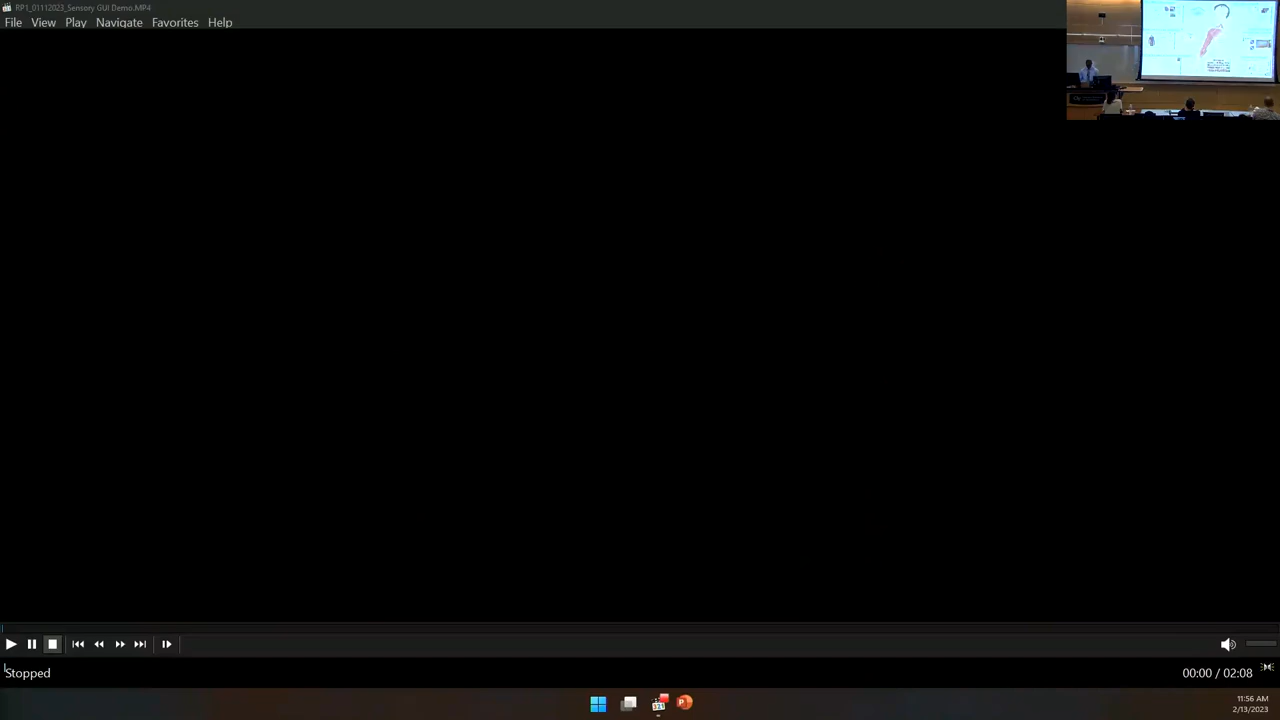 RP1_01112023_Sensory GUI Demo.MP4
File View Play Navigate Favorites Help
Stopped
00:00 / 02:08
11:56 AM
2/13/2023